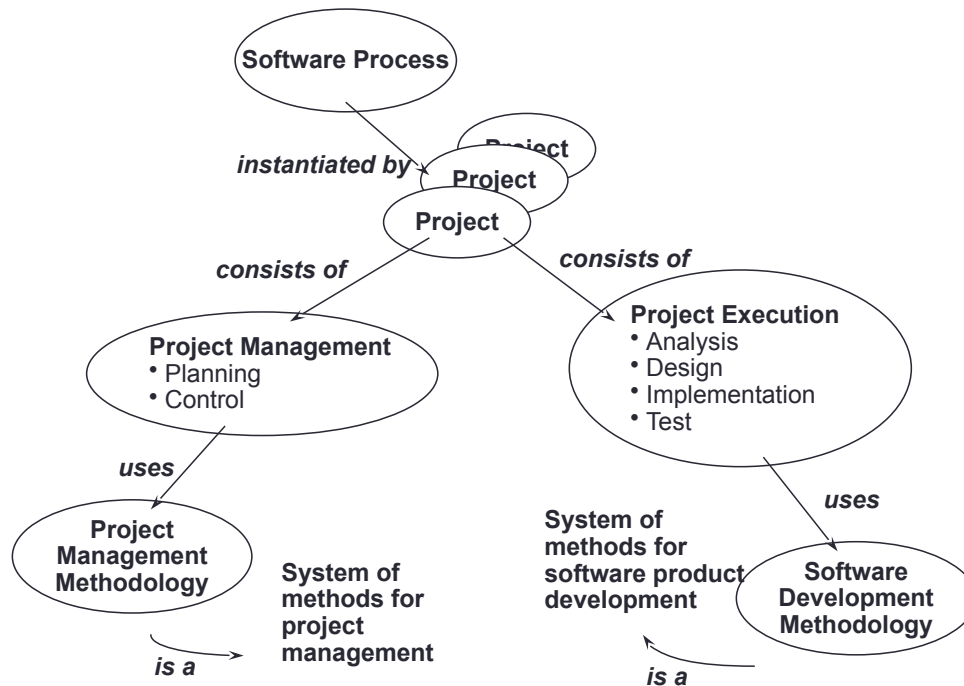 Software Process
instantiated by
Project
Project
Project
consists of
consists of
Project Management
• Planning
• Control
Project Execution
• Analysis
• Design
• Implementation
• Test
uses
uses
Project
Management
Methodology
System of
methods for
project
management
is a
System of
methods for
software product
development
Software
Development
Methodology
is a